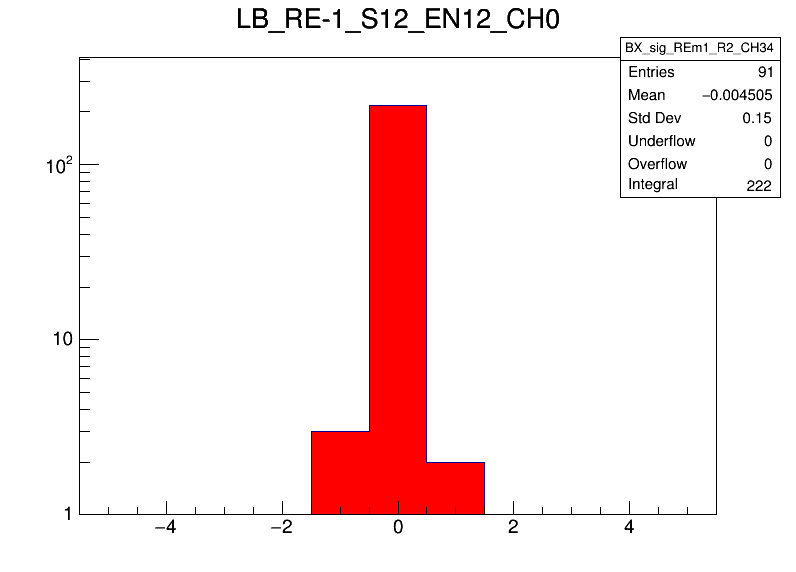 LB_RE-1_S12_EN12_CH0
BX_sig_REm1_R2_CH34
Entries 91
Mean −0.004505
Std Dev 0.15
Underflow 0
Overflow 0
Integral 222
10²
10
1
−4 −2 0 2 4